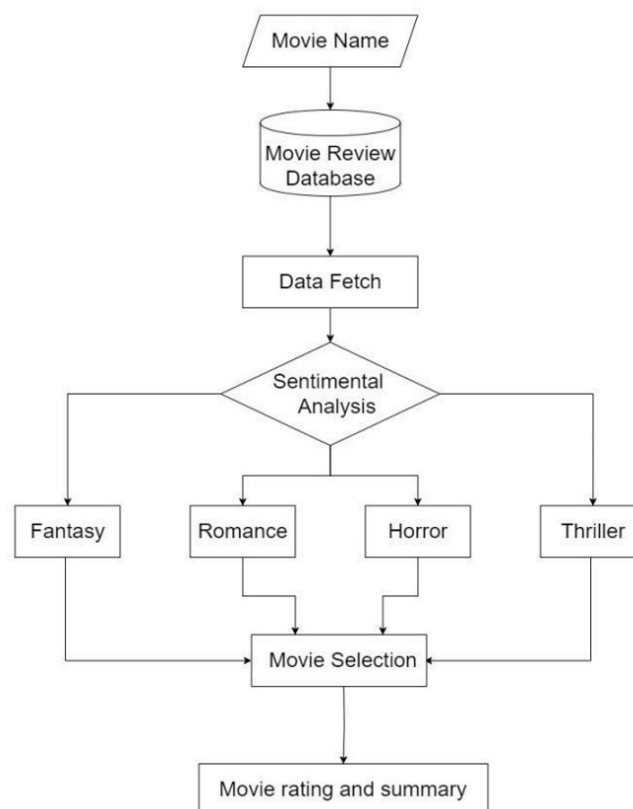 Movie Name
Movie Review
Database
Data Fetch
Sentimental
Analysis
Fantasy
Romance
Horror
Thriller
Movie Selection
Movie rating and summary